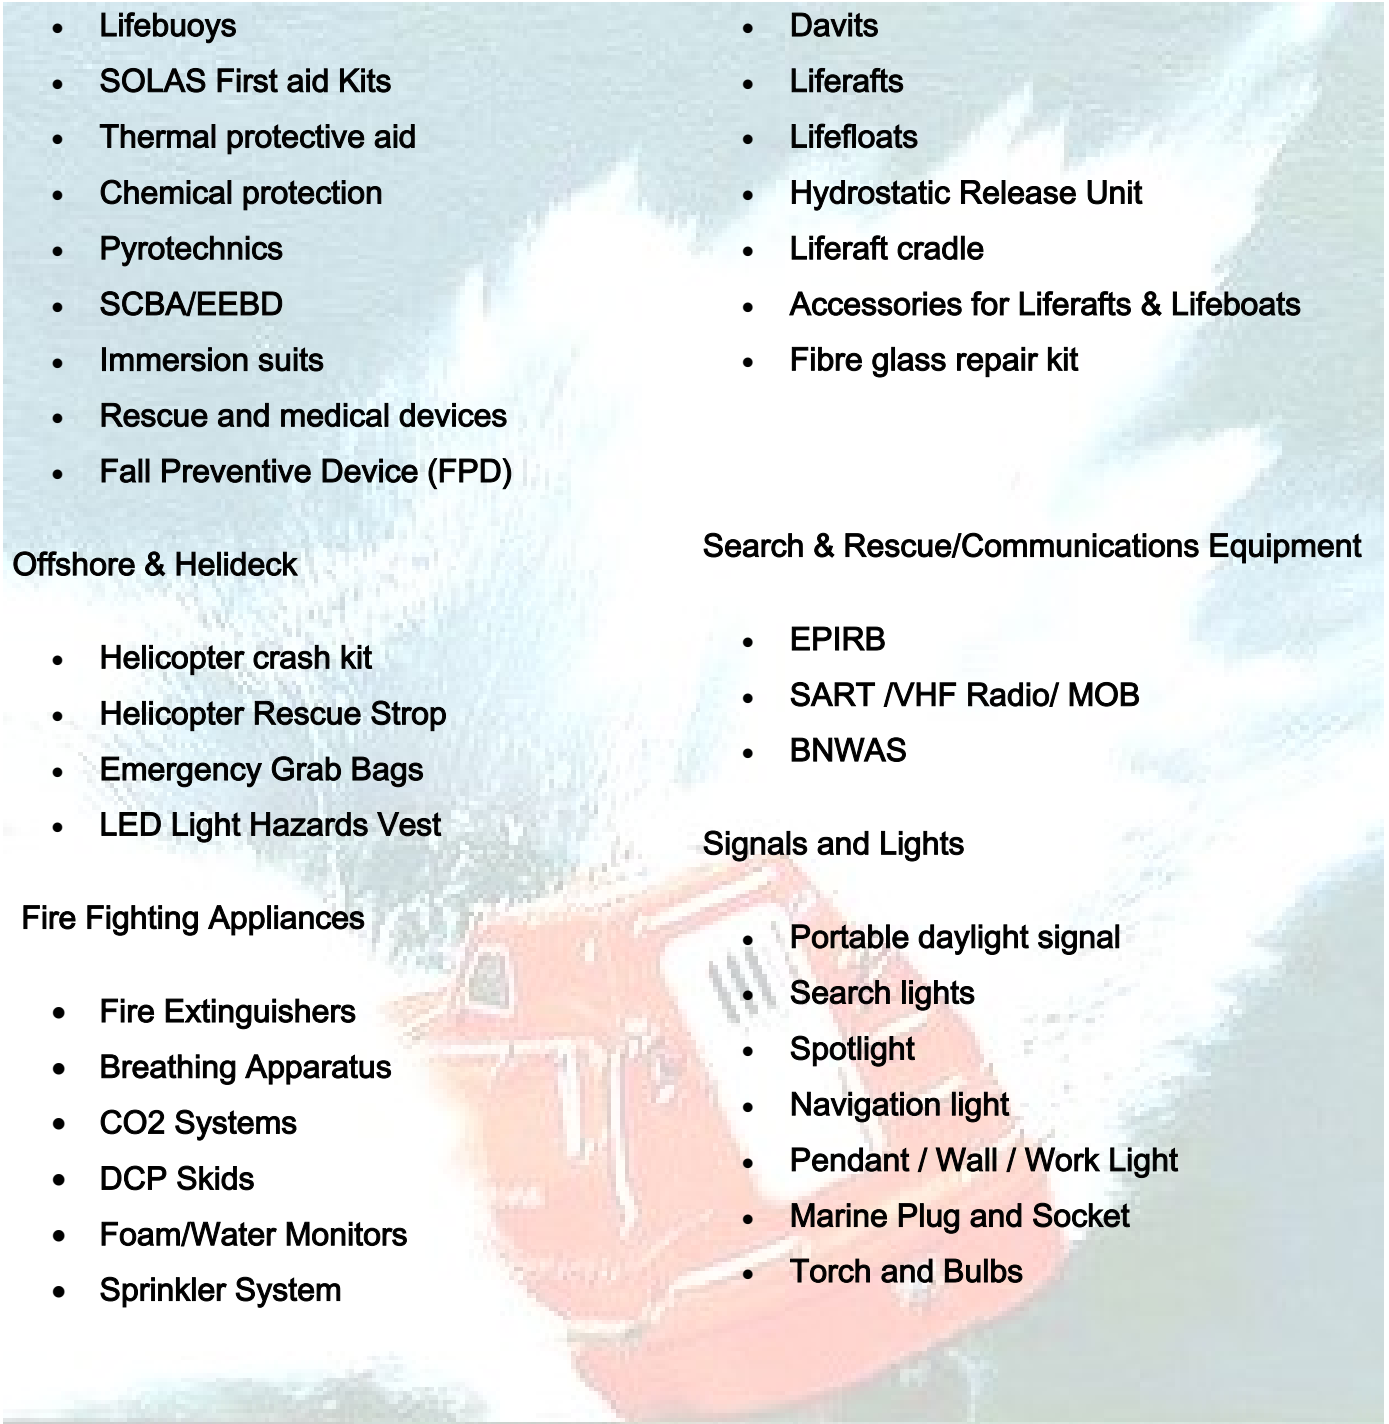 Lifebuoys
SOLAS First aid Kits
Thermal protective aid
Chemical protection
Pyrotechnics
SCBA/EEBD
Immersion suits
Rescue and medical devices
Fall Preventive Device (FPD)
Offshore & Helideck
Helicopter crash kit
Helicopter Rescue Strop
Emergency Grab Bags
LED Light Hazards Vest
Fire Fighting Appliances
Fire Extinguishers
Breathing Apparatus
CO2 Systems
DCP Skids
Foam/Water Monitors
Sprinkler System
Davits
Liferafts
Lifefloats
Hydrostatic Release Unit
Liferaft cradle
Accessories for Liferafts & Lifeboats
Fibre glass repair kit
Search & Rescue/Communications Equipment
EPIRB
SART /VHF Radio/ MOB
BNWAS
Signals and Lights
Portable daylight signal
Search lights
Spotlight
Navigation light
Pendant / Wall / Work Light
Marine Plug and Socket
Torch and Bulbs